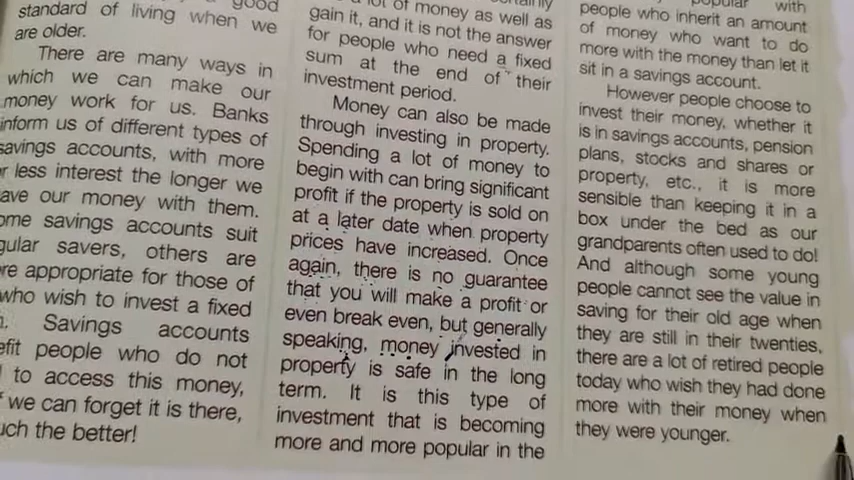 good
standard of living when we
are older.
There are many ways in
which we can make our
money work for us. Banks
inform us of different types of
savings accounts, with more
less interest the longer we
our money with them.
savings accounts suit
savers, others are
appropriate for those of
who wish to invest a fixed
Savings accounts
people who do not
to access this money,
we can forget it is there,
the better!
lot of money as well as
gain it, and it is not the answer
for people who need a fixed
sum at the end of their
investment period.
Money can also be made
through investing in property.
Spending a lot of money to
begin with can bring significant
profit if the property is sold on
at a later date when property
prices have increased. Once
again, there is no guarantee
that you will make a profit or
even break even, but generally
speaking, money invested in
property is safe in the long
term. It is this type of
investment that is becoming
more and more popular in the
popular with
people who inherit an amount
of money who want to do
more with the money than let it
sit in a savings account.
However people choose to
invest their money, whether it
is in savings accounts, pension
plans, stocks and shares or
property, etc., it is more
sensible than keeping it in a
box under the bed as our
grandparents often used to do!
And although some young
people cannot see the value in
saving for their old age when
they are still in their twenties,
there are a lot of retired people
today who wish they had done
more with their money when
they were younger.